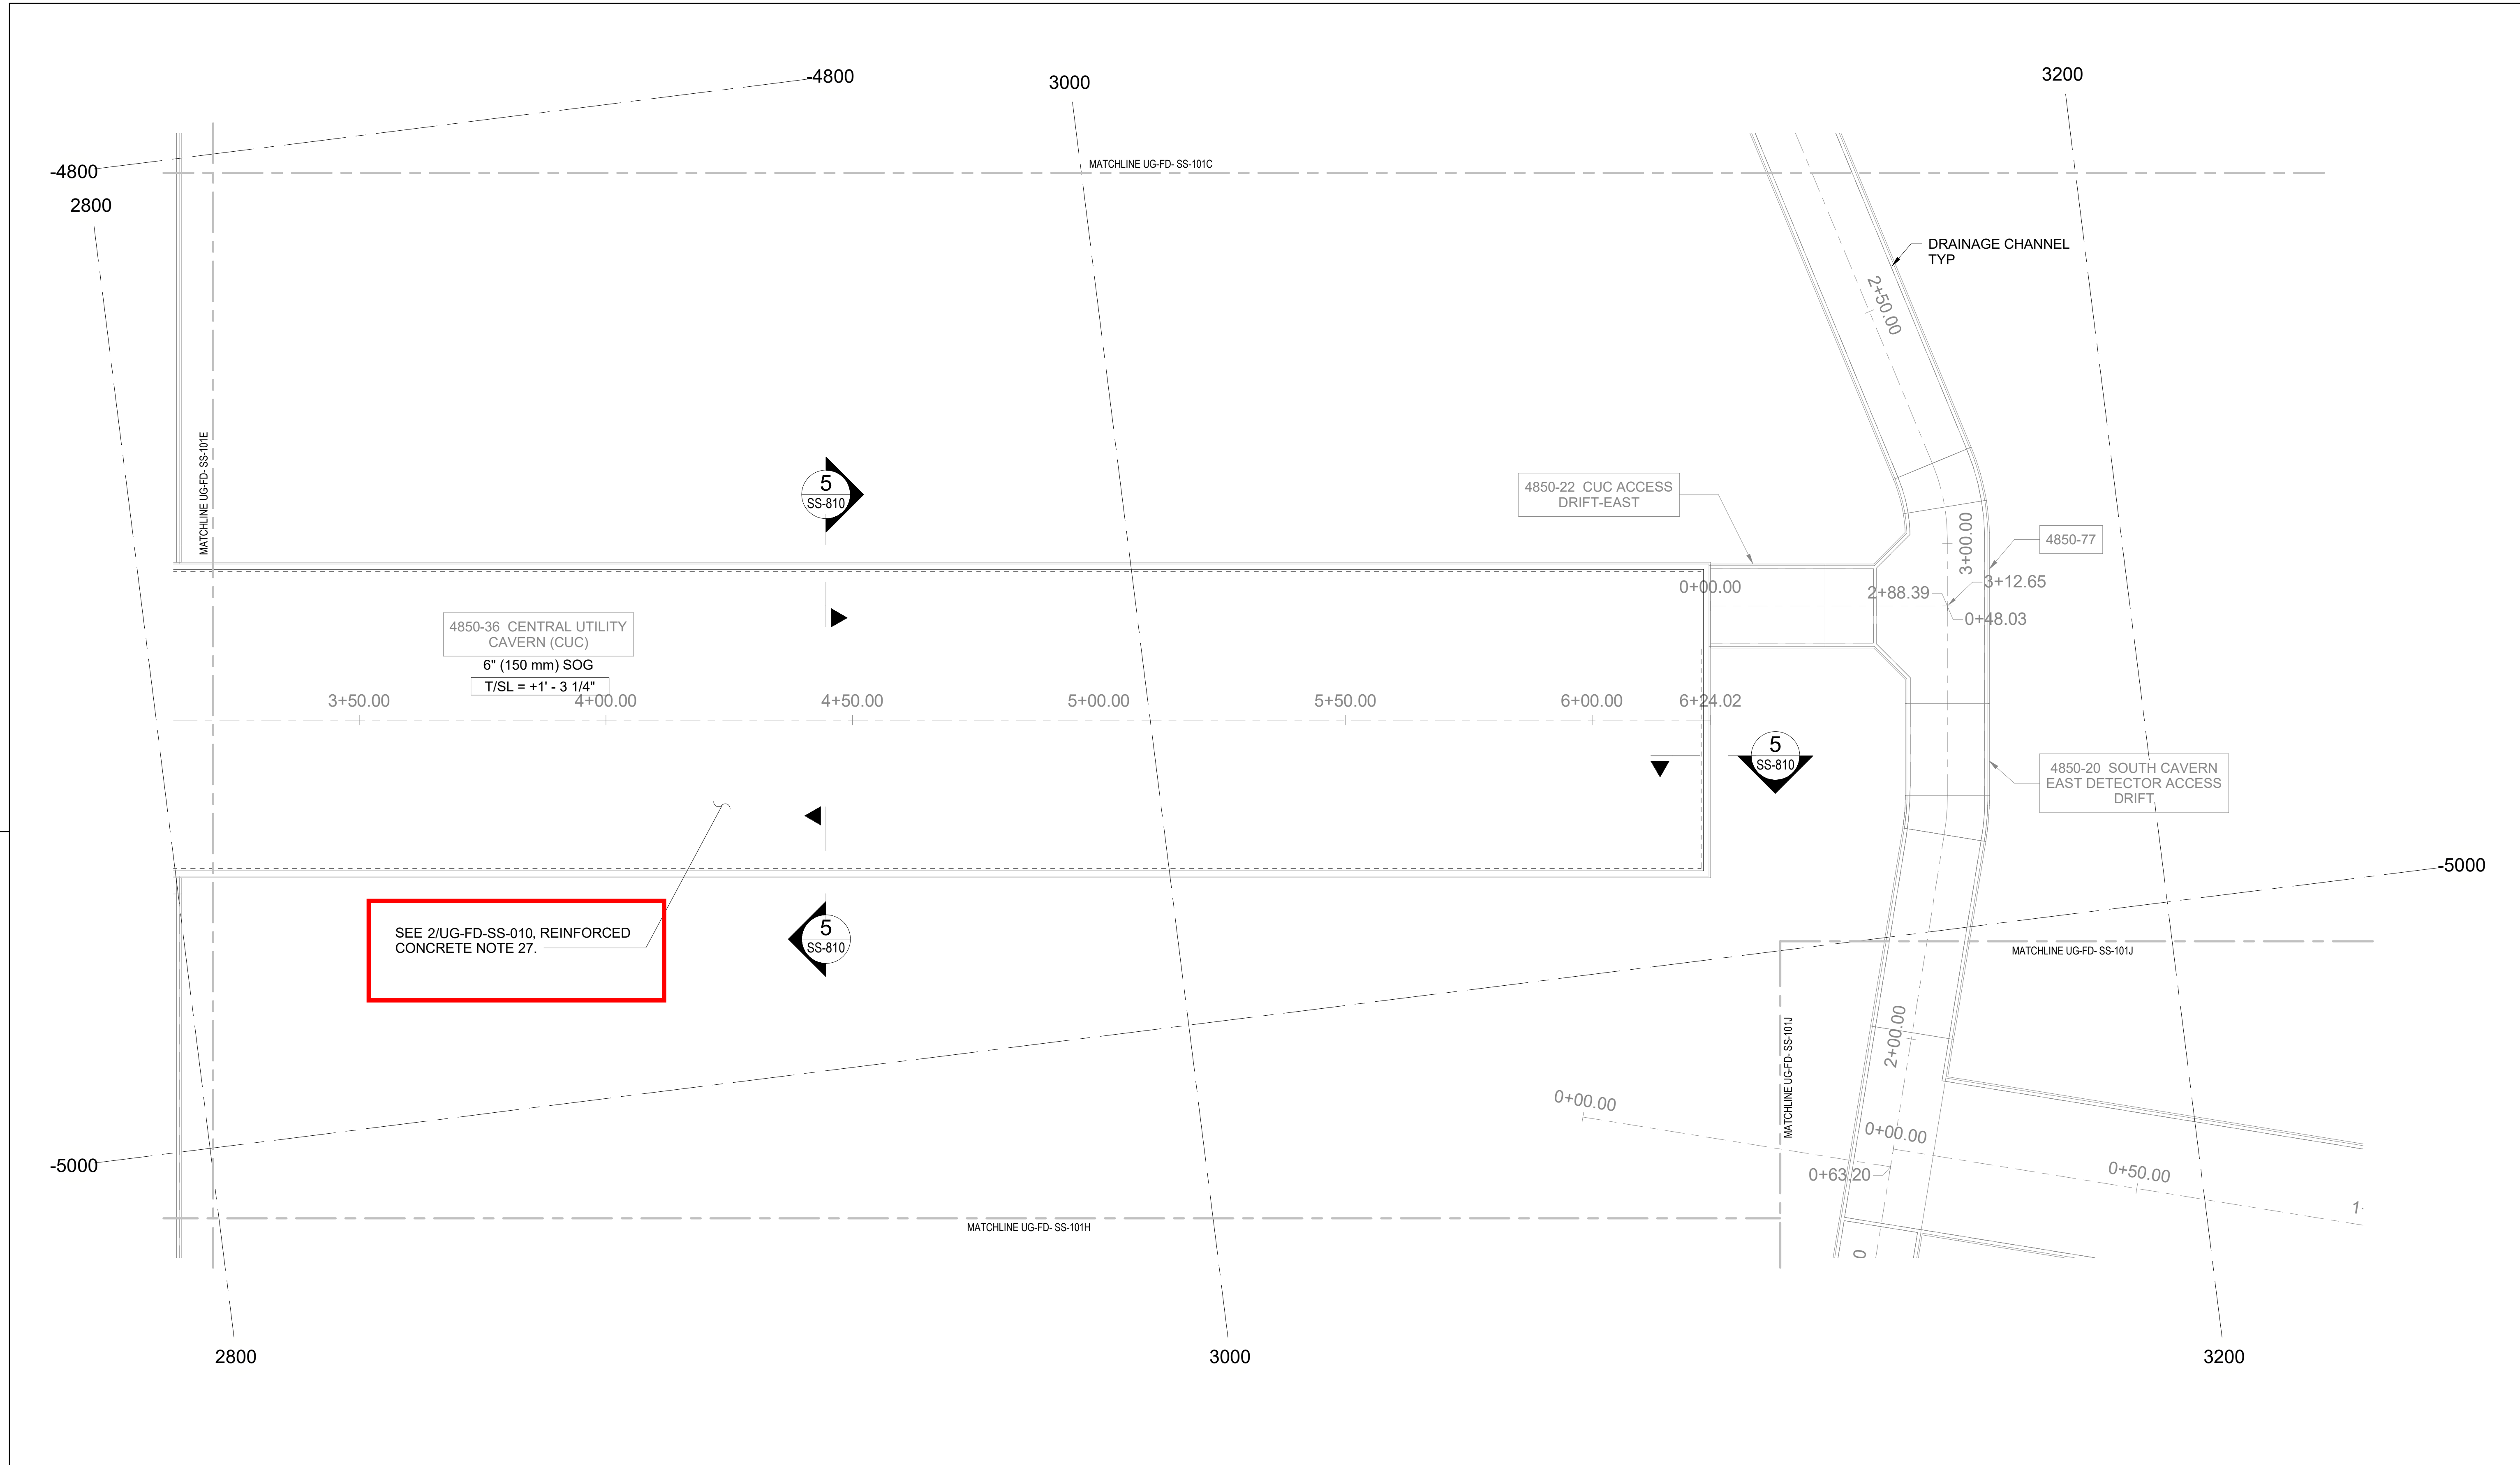 -4800
3000
3200
MATCHLINE UG-FD- SS-101C
-4800
2800
DRAINAGE CHANNEL
TYP
2+50.00
MATCHLINE UG-FD- SS-101E
5
SS-810
4850-22 CUC ACCESS
DRIFT-EAST
3+00.00
4850-77
0+00.00
2+88.39
3+12.65
0+48.03
4850-36 CENTRAL UTILITY
CAVERN (CUC)
6" (150 mm) SOG
T/SL = +1' - 3 1/4"
3+50.00
4+00.00
4+50.00
5+00.00
5+50.00
6+00.00
6+24.02
5
SS-810
4850-20 SOUTH CAVERN
EAST DETECTOR ACCESS
DRIFT
-5000
SEE 2/UG-FD-SS-010, REINFORCED
CONCRETE NOTE 27.
5
SS-810
MATCHLINE UG-FD- SS-101J
MATCHLINE UG-FD- SS-101J
2+00.00
0+00.00
0+00.00
0+63.20
0+50.00
-5000
1-
MATCHLINE UG-FD- SS-101H
0
2800
3000
3200